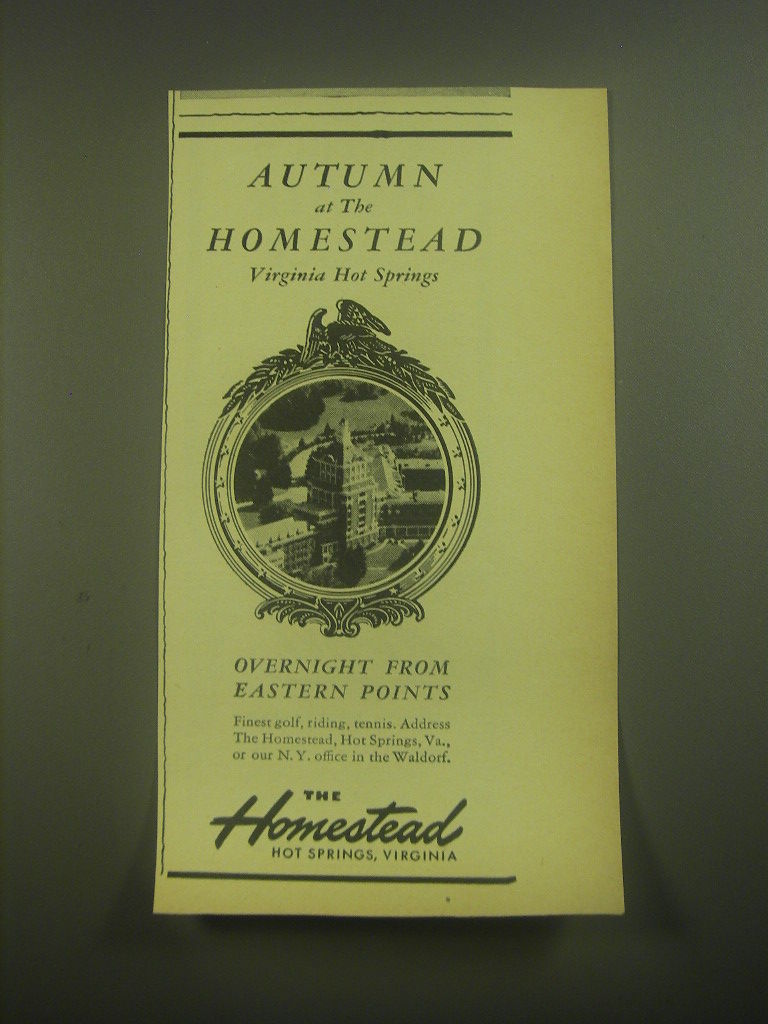 AUTUMN
at The
HOMESTEAD
Virginia Hot Springs
OVERNIGHT FROM
EASTERN POINTS
Finest golf, riding, tennis. Address
The Homestead, Hot Springs, Va.,
or our N. Y. office in the Waldorf.
THE
Homestead
HOT SPRINGS, VIRGINIA